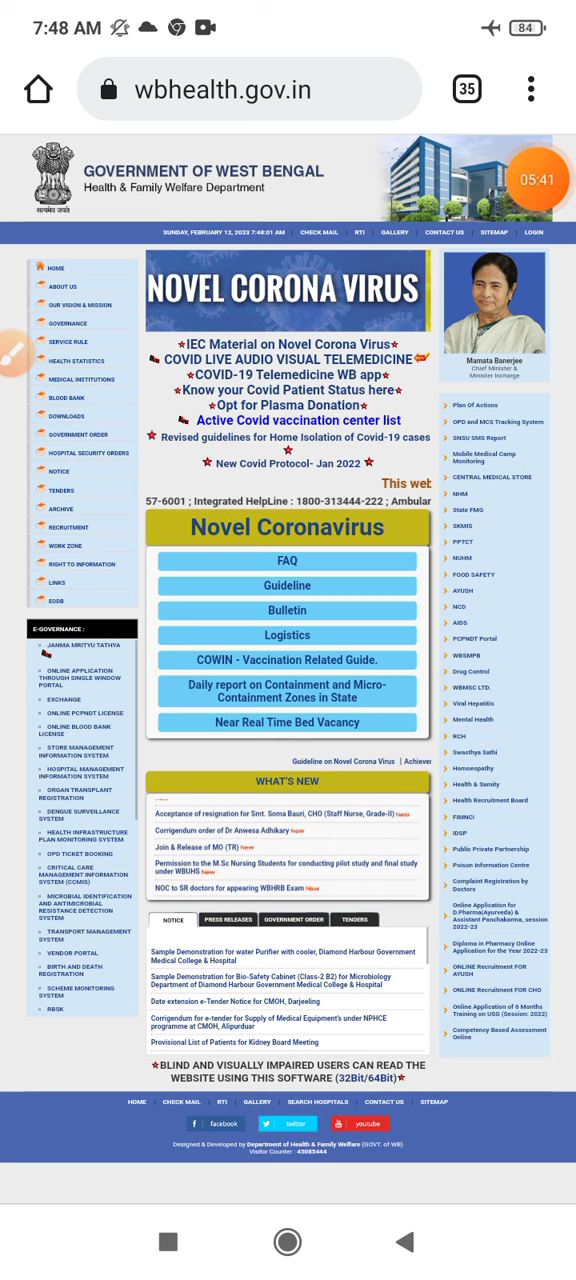 7:48 AM
84
wbhealth.gov.in
35
सत्यमेव जयते
GOVERNMENT OF WEST BENGAL
Health & Family Welfare Department
05:41
SUNDAY, FEBRUARY 12, 2023 7:48:01 AM | CHECK MAIL | RTI | GALLERY | CONTACT US | SITEMAP | LOGIN
HOME
ABOUT US
OUR VISION & MISSION
GOVERNANCE
SERVICE RULE
HEALTH STATISTICS
MEDICAL INSTITUTIONS
BLOOD BANK
DOWNLOADS
GOVERNMENT ORDER
HOSPITAL SECURITY ORDERS
NOTICE
TENDERS
ARCHIVE
RECRUITMENT
WORK ZONE
RIGHT TO INFORMATION
LINKS
EODB
E-GOVERNANCE :
JANMA MRITYU TATHYA
ONLINE APPLICATION
THROUGH SINGLE WINDOW
PORTAL
EXCHANGE
ONLINE PCPNDT LICENSE
ONLINE BLOOD BANK
LICENSE
STORE MANAGEMENT
INFORMATION SYSTEM
HOSPITAL MANAGEMENT
INFORMATION SYSTEM
ORGAN TRANSPLANT
REGISTRATION
DENGUE SURVEILLANCE
SYSTEM
HEALTH INFRASTRUCTURE
PLAN MONITORING SYSTEM
OPD TICKET BOOKING
CRITICAL CARE
MANAGEMENT INFORMATION
SYSTEM (CCMIS)
MICROBIAL IDENTIFICATION
AND ANTIMICROBIAL
RESISTANCE DETECTION
SYSTEM
TRANSPORT MANAGEMENT
SYSTEM
VENDOR PORTAL
BIRTH AND DEATH
REGISTRATION
SCHEME MONITORING
SYSTEM
RBSK
NOVEL CORONA VIRUS
IEC Material on Novel Corona Virus
COVID LIVE AUDIO VISUAL TELEMEDICINE
COVID-19 Telemedicine WB app
Know your Covid Patient Status here
Opt for Plasma Donation
Active Covid vaccination center list
Revised guidelines for Home Isolation of Covid-19 cases
New Covid Protocol- Jan 2022
This web
57-6001 ; Integrated HelpLine : 1800-313444-222 ; Ambular
Novel Coronavirus
FAQ
Guideline
Bulletin
Logistics
COWIN - Vaccination Related Guide.
Daily report on Containment and Micro-
Containment Zones in State
Near Real Time Bed Vacancy
Guideline on Novel Corona Virus | Achiever
WHAT'S NEW
Acceptance of resignation for Smt. Soma Bauri, CHO (Staff Nurse, Grade-II) New
Corrigendum order of Dr Anwesa Adhikary New
Join & Release of MO (TR) New
Permission to the M.Sc Nursing Students for conducting pilot study and final study
under WBUHS New
NOC to SR doctors for appearing WBHRB Exam New
NOTICE PRESS RELEASES GOVERNMENT ORDER TENDERS
Sample Demonstration for water Purifier with cooler, Diamond Harbour Government
Medical College & Hospital
Sample Demonstration for Bio-Safety Cabinet (Class-2 B2) for Microbiology
Department of Diamond Harbour Government Medical College & Hospital
Date extension e-Tender Notice for CMOH, Darjeeling
Corrigendum for e-tender for Supply of Medical Equipment's under NPHCE
programme at CMOH, Alipurduar
Provisional List of Patients for Kidney Board Meeting
BLIND AND VISUALLY IMPAIRED USERS CAN READ THE
WEBSITE USING THIS SOFTWARE (32Bit/64Bit)
Mamata Banerjee
Chief Minister &
Minister Incharge
Plan Of Actions
OPD and MCS Tracking System
SNSU SMS Report
Mobile Medical Camp
Monitoring
CENTRAL MEDICAL STORE
NHM
State FMG
SKMIS
PPTCT
NUHM
FOOD SAFETY
AYUSH
NCD
AIDS
PCPNDT Portal
WBSMPB
Drug Control
WBMSC LTD.
Viral Hepatitis
Mental Health
RCH
Swasthya Sathi
Homoeopathy
Health & Samity
Health Recruitment Board
FIMNCI
IDSP
Public Private Partnership
Poison Information Centre
Complaint Registration by
Doctors
Online Application for
D.Pharma(Ayurveda) &
Assistant Panchakarma, session
2022-23
Diploma in Pharmacy Online
Application for the Year 2022-23
ONLINE Recruitment FOR
AYUSH
ONLINE Recruitment FOR CHO
Online Application of 6 Months
Training on USG (Session: 2022)
Competency Based Assessment
Online
HOME | CHECK MAIL | RTI | GALLERY | SEARCH HOSPITALS | CONTACT US | SITEMAP
facebook twitter youtube
Designed & Developed by Department of Health & Family Welfare (GOVT. of WB)
Visitor Counter : 45085444